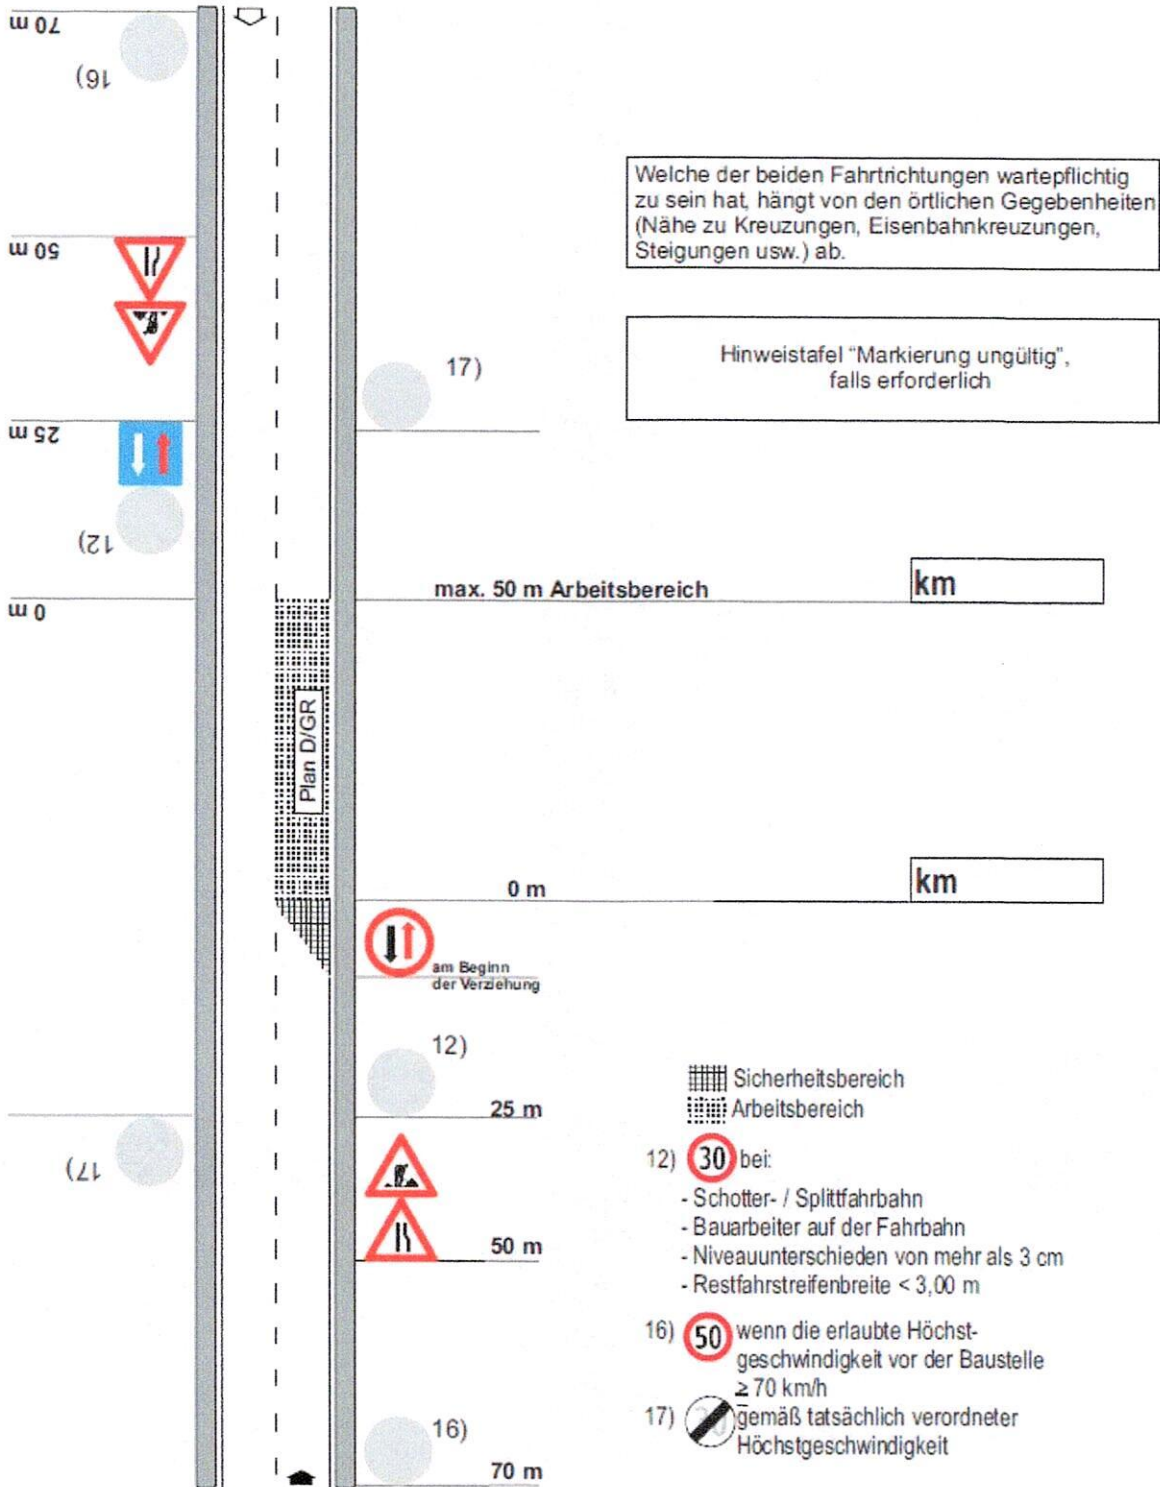 70 m
16)
50 m
25 m
12)
0 m
17)
Welche der beiden Fahrtrichtungen wartepflichtig
zu sein hat, hängt von den örtlichen Gegebenheiten
(Nähe zu Kreuzungen, Eisenbahnkreuzungen,
Steigungen usw.) ab.
Hinweistafel "Markierung ungültig",
falls erforderlich
17)
max. 50 m Arbeitsbereich
km
Plan D/GR
0 m
km
am Beginn
der Verziehung
12)
25 m
50 m
16)
70 m
Sicherheitsbereich
Arbeitsbereich
12) 30 bei:
- Schotter- / Splittfahrbahn
- Bauarbeiter auf der Fahrbahn
- Niveauunterschieden von mehr als 3 cm
- Restfahrstreifenbreite < 3,00 m
16) 50 wenn die erlaubte Höchst-
geschwindigkeit vor der Baustelle
≥ 70 km/h
17) gemäß tatsächlich verordneter
Höchstgeschwindigkeit